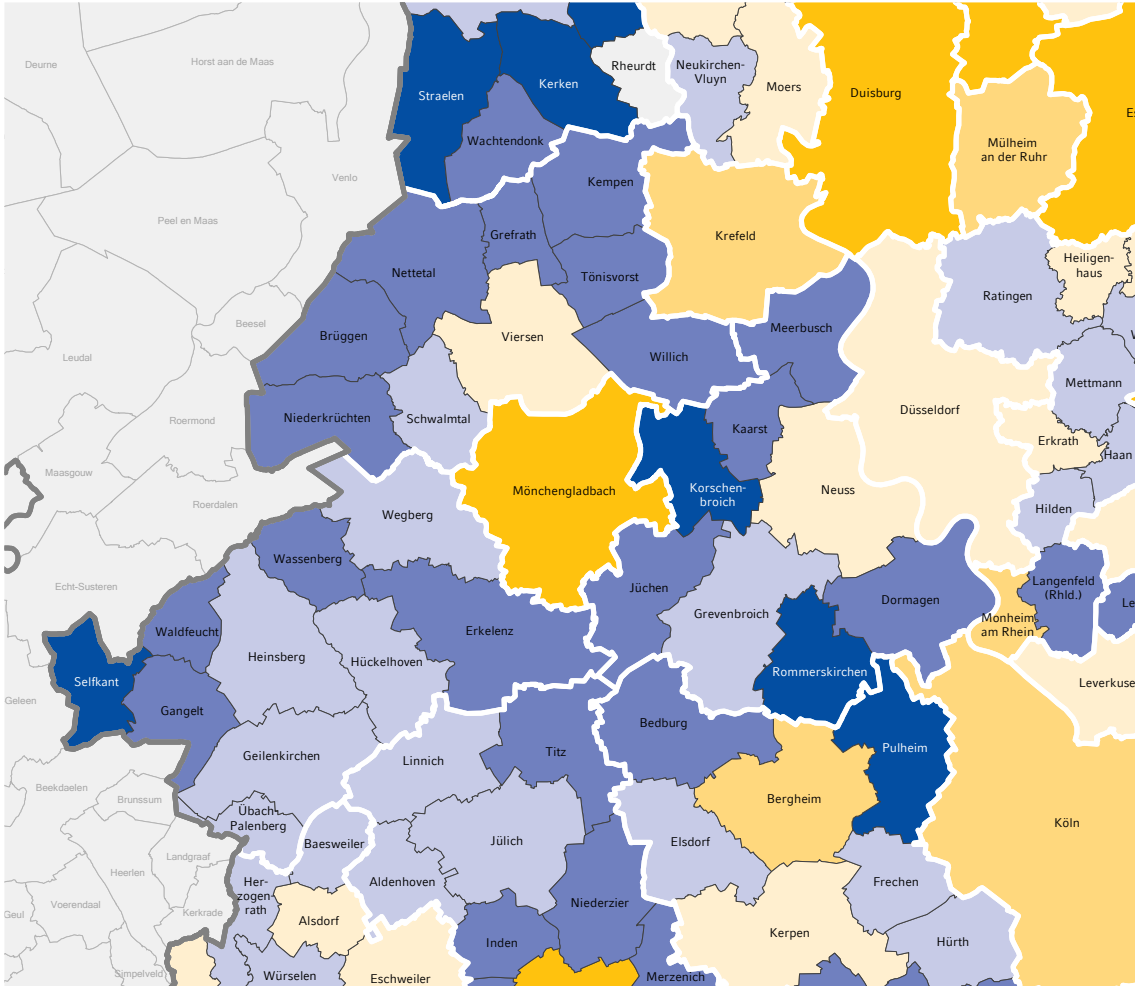 Deurne
Horst aan de Maas
Rheurdt
Neukirchen-
Vluyn
Straelen
Kerken
Moers
Duisburg
Es
Wachtendonk
Mülheim
an der Ruhr
Venlo
Kempen
Peel en Maas
Grefrath
Krefeld
Nettetal
Tönisvorst
Heiligen-
haus
Ratingen
Beesel
Brüggen
Viersen
Meerbusch
Leudal
Willich
Mettmann
Roermond
Niederkrüchten
Schwalmtal
Kaarst
Düsseldorf
Erkrath
Haan
Maasgouw
Mönchengladbach
Korschen-
broich
Neuss
Roerdalen
Wegberg
Hilden
Wassenberg
Echt-Susteren
Jüchen
Langenfeld
(Rhld.)
Dormagen
Le
Grevenbroich
Monheim
am Rhein
Waldfeucht
Erkelenz
Heinsberg
Hückelhoven
Rommerskirchen
Selfkant
Leverkuse
Geleen
Gangelt
Bedburg
Geilenkirchen
Linnich
Titz
Pulheim
Beekdaelen
Brunssum
Bergheim
Übach-
Palenberg
Köln
Baesweiler
Jülich
Elsdorf
Landgraaf
Heerlen
Her-
zogen-
rath
Aldenhoven
Frechen
Voerendaal
Niederzier
Geul
Kerkrade
Alsdorf
Kerpen
Inden
Hürth
Simpelveld
Würselen
Eschweiler
Merzenich